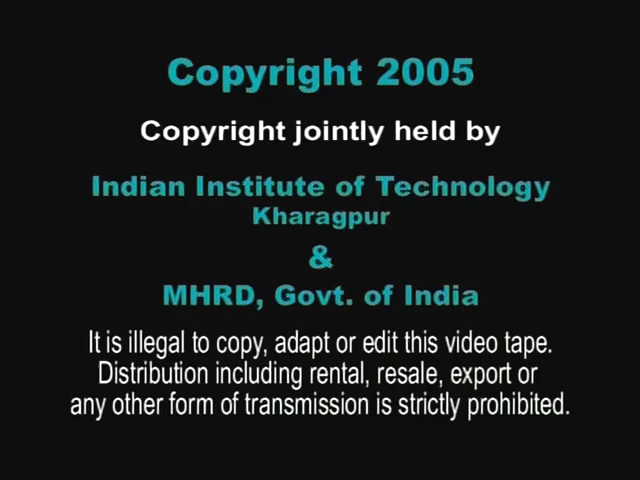 Copyright 2005
Copyright jointly held by
Indian Institute of Technology
Kharagpur
&
MHRD, Govt. of India
It is illegal to copy, adapt or edit this video tape.
Distribution including rental, resale, export or
any other form of transmission is strictly prohibited.